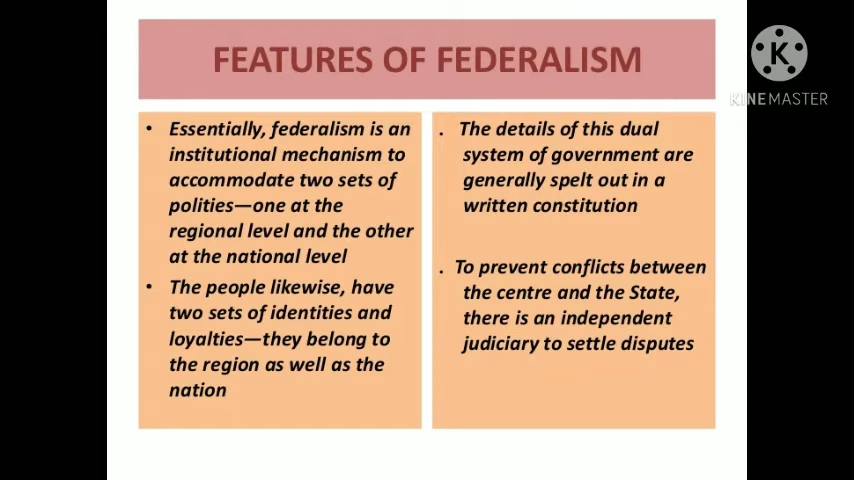 FEATURES OF FEDERALISM
• Essentially, federalism is an
institutional mechanism to
accommodate two sets of
polities—one at the
regional level and the other
at the national level
• The people likewise, have
two sets of identities and
loyalties—they belong to
the region as well as the
nation
. The details of this dual
system of government are
generally spelt out in a
written constitution
. To prevent conflicts between
the centre and the State,
there is an independent
judiciary to settle disputes
K
KINEMASTER